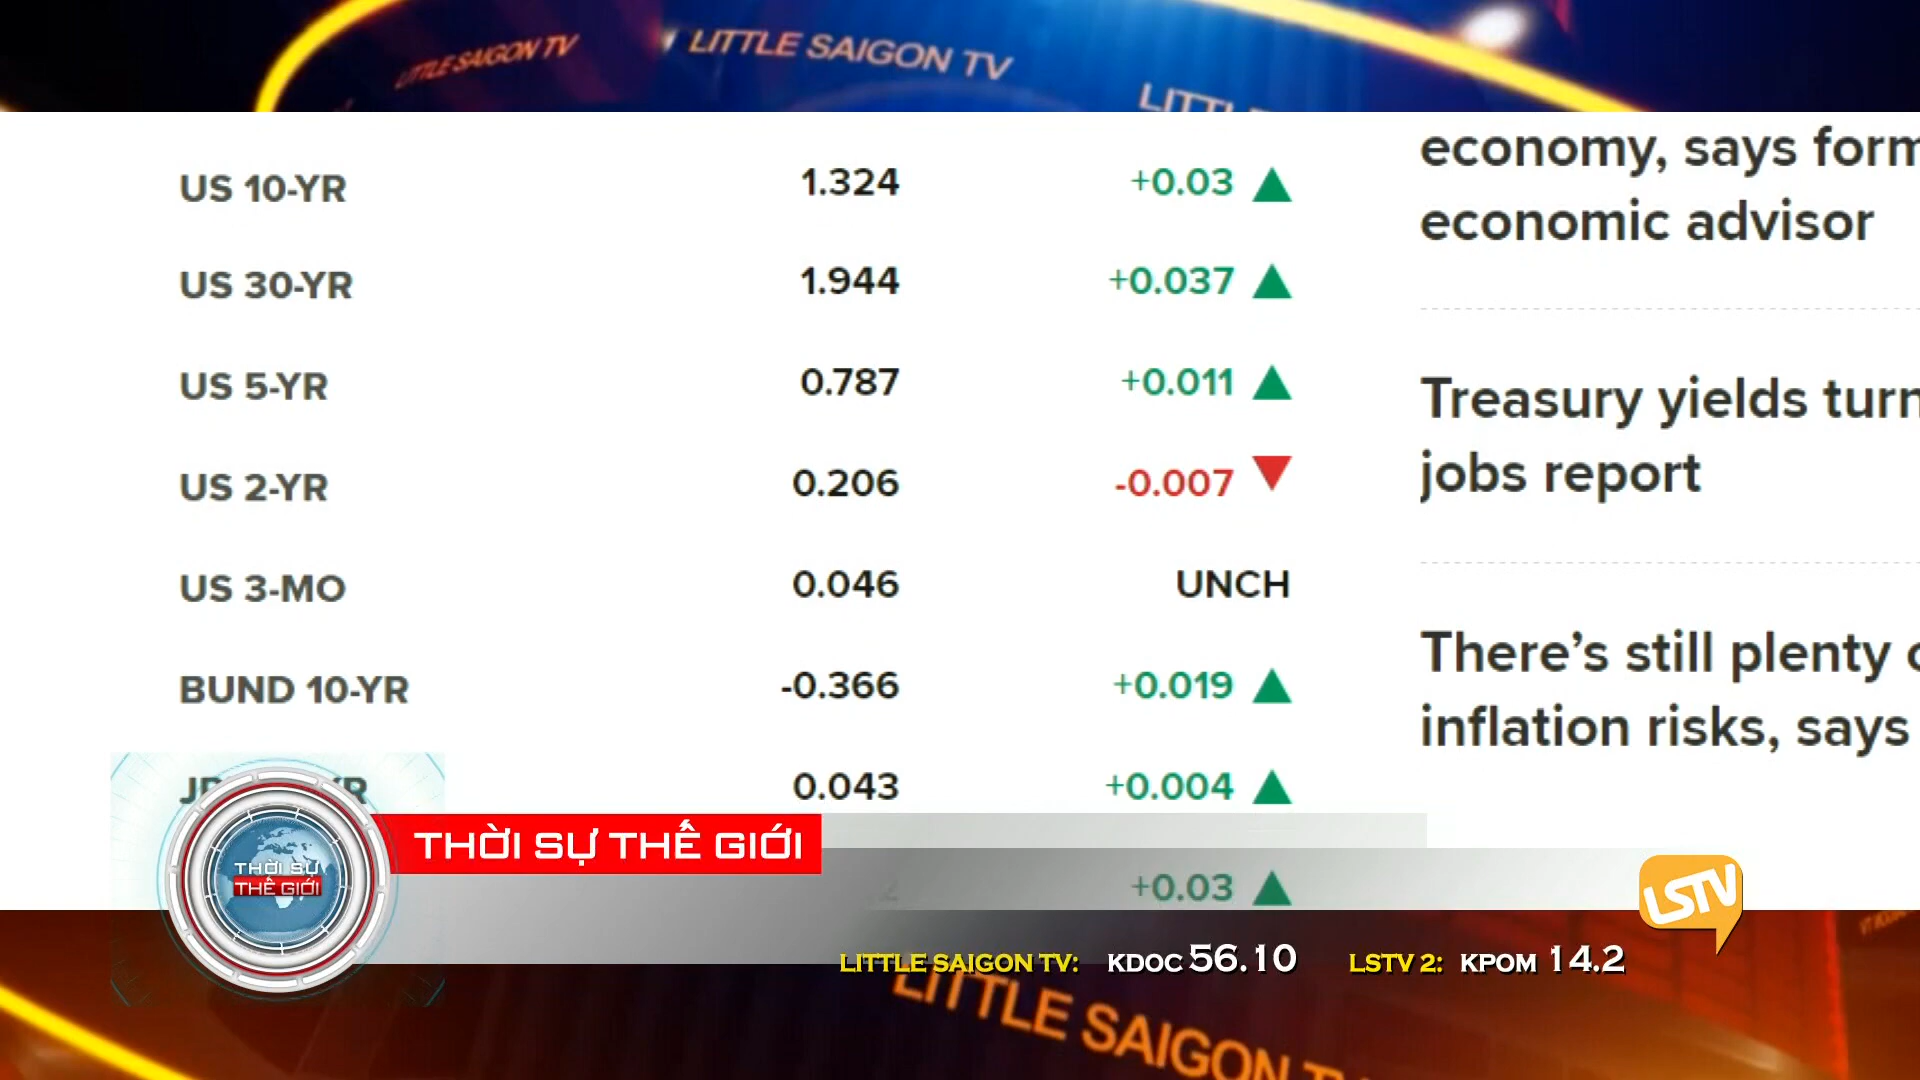 LITTLE SAIGON TV
LITTLE SAIGON TV
US 10-YR 1.324 +0.03
US 30-YR 1.944 +0.037
US 5-YR 0.787 +0.011
US 2-YR 0.206 -0.007
US 3-MO 0.046 UNCH
BUND 10-YR -0.366 +0.019
0.043 +0.004
+0.03
economy, says
economic advisor
Treasury yields
jobs report
There’s still plenty
inflation risks, says
THỜI SỰ THẾ GIỚI
THỜI SỰ
THẾ GIỚI
LSTV
LITTLE SAIGON TV: KDOC 56.10 LSTV 2: KPOM 14.2
LITTLE SAIGON